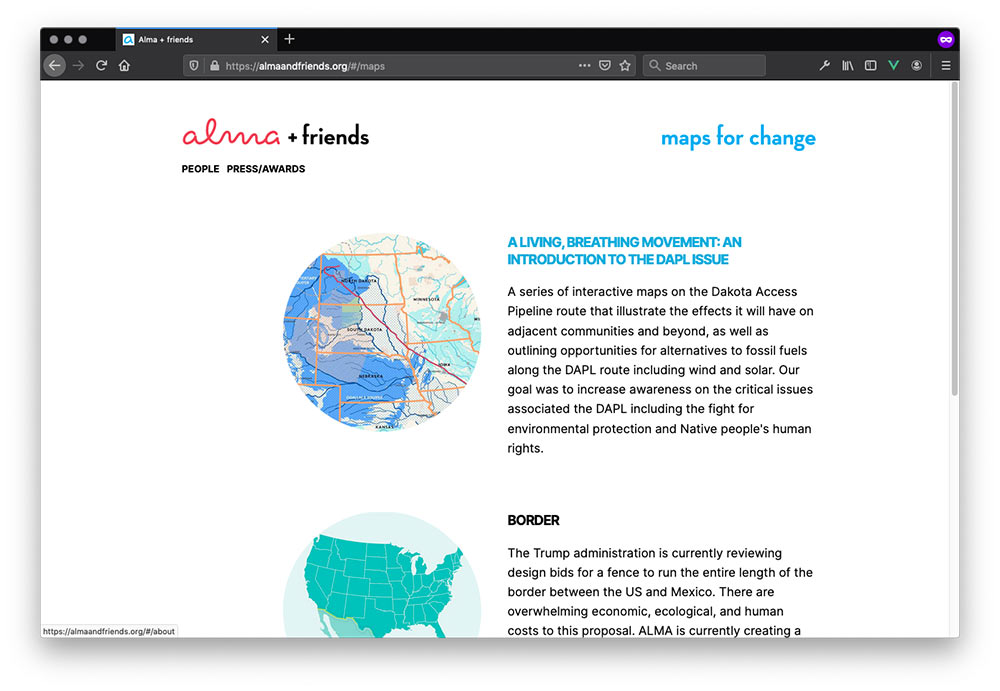 Alma + friends
https://almaandfriends.org/#/maps
Search
alma + friends
maps for change
PEOPLE PRESS/AWARDS
A LIVING, BREATHING MOVEMENT: AN
INTRODUCTION TO THE DAPL ISSUE
A series of interactive maps on the Dakota Access
Pipeline route that illustrate the effects it will have on
adjacent communities and beyond, as well as
outlining opportunities for alternatives to fossil fuels
along the DAPL route including wind and solar. Our
goal was to increase awareness on the critical issues
associated the DAPL including the fight for
environmental protection and Native people's human
rights.
NORTH DAKOTA
MINNESOTA
SOUTH DAKOTA
IOWA
NEBRASKA
KANSAS
BORDER
The Trump administration is currently reviewing
design bids for a fence to run the entire length of the
border between the US and Mexico. There are
overwhelming economic, ecological, and human
costs to this proposal. ALMA is currently creating a
https://almaandfriends.org/#/about